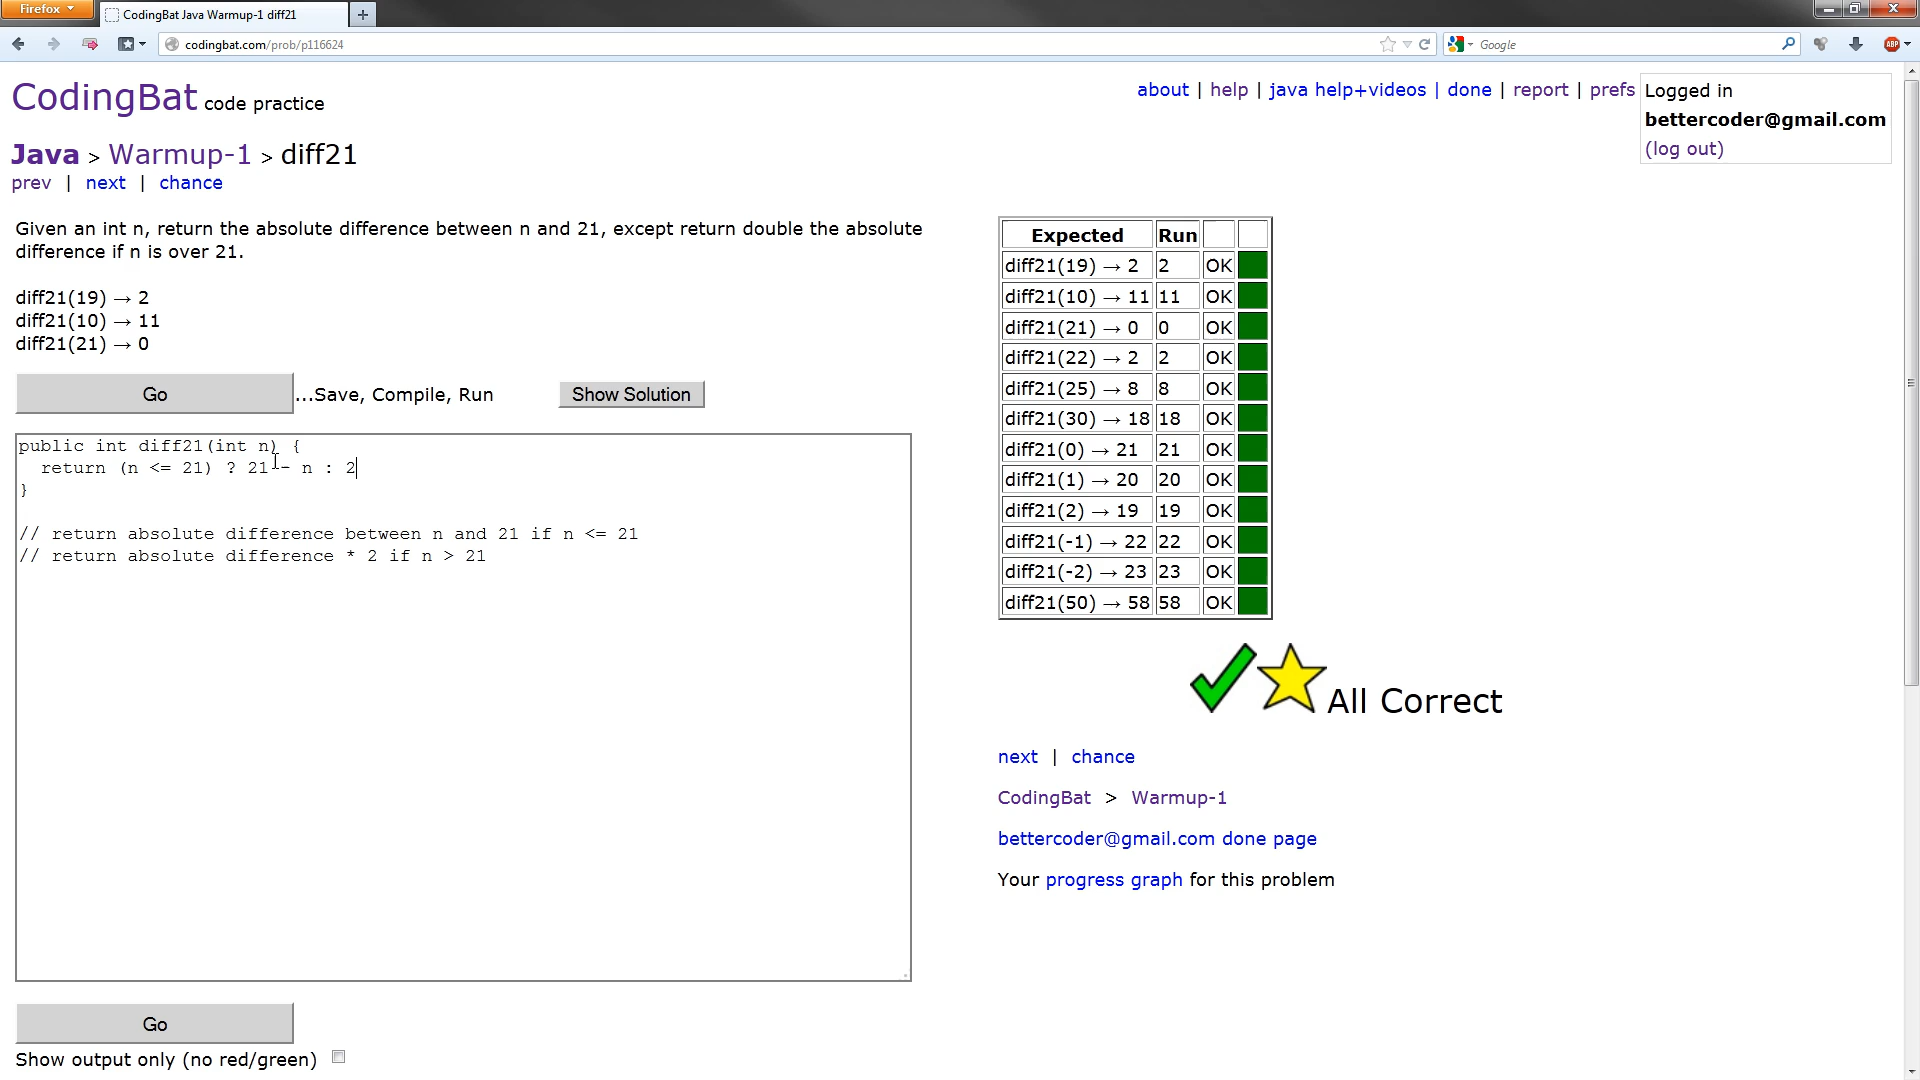 Firefox
CodingBat Java Warmup-1 diff21
codingbat.com/prob/p116624
Google
ABP
CodingBat code practice
about | help | java help+videos | done | report | prefs
Logged in
bettercoder@gmail.com
(log out)
Java > Warmup-1 > diff21
prev | next | chance
Given an int n, return the absolute difference between n and 21, except return double the absolute
difference if n is over 21.
diff21(19) → 2
diff21(10) → 11
diff21(21) → 0
Go ...Save, Compile, Run Show Solution
public int diff21(int n) {
return (n <= 21) ? 21 - n : 2
}
// return absolute difference between n and 21 if n <= 21
// return absolute difference * 2 if n > 21
Go
Show output only (no red/green)
Expected Run
diff21(19) → 2 2 OK
diff21(10) → 11 11 OK
diff21(21) → 0 0 OK
diff21(22) → 2 2 OK
diff21(25) → 8 8 OK
diff21(30) → 18 18 OK
diff21(0) → 21 21 OK
diff21(1) → 20 20 OK
diff21(2) → 19 19 OK
diff21(-1) → 22 22 OK
diff21(-2) → 23 23 OK
diff21(50) → 58 58 OK
All Correct
next | chance
CodingBat > Warmup-1
bettercoder@gmail.com done page
Your progress graph for this problem